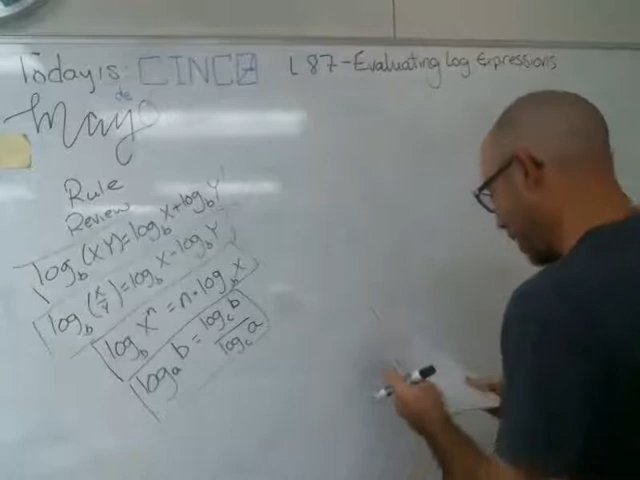 Today is: CINCO
de
Mayo
L 87 - Evaluating Log Expressions
Rule
Review
log_b (XY) = log_b X + log_b Y
log_b (X/Y) = log_b X - log_b Y
log_b X^n = n · log_b X
log_a b = log_c b / log_c a